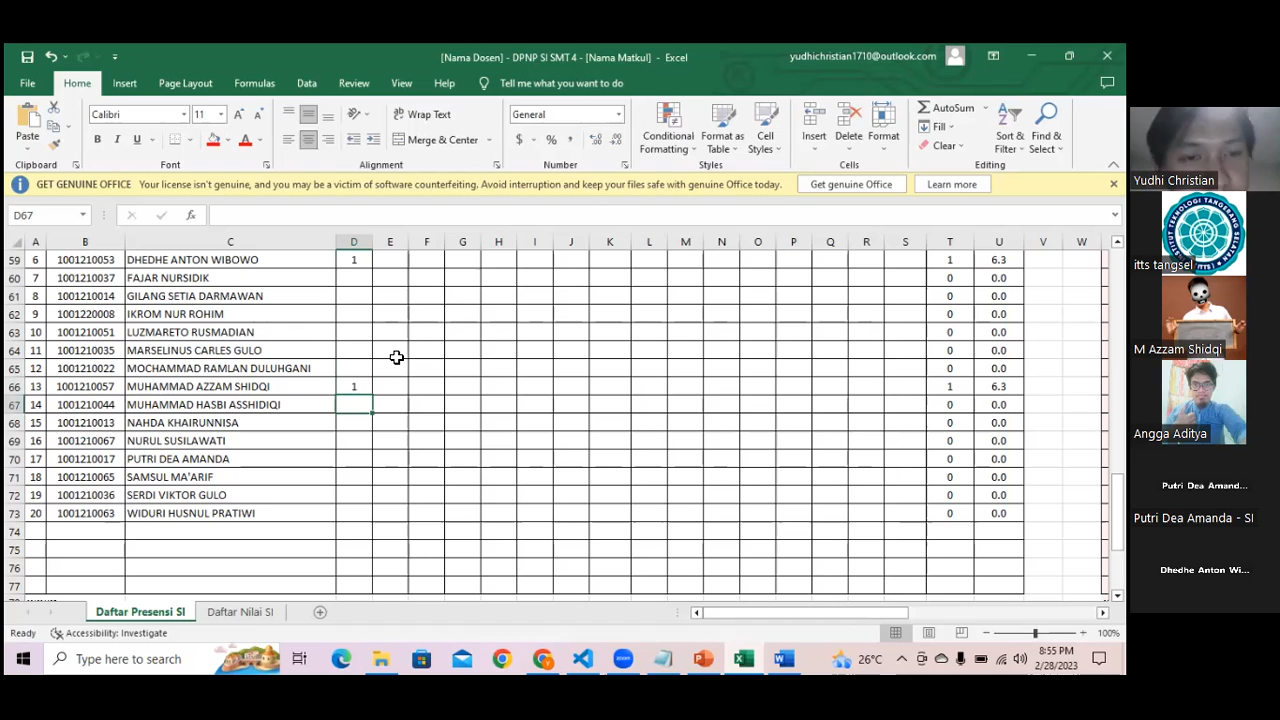 [Nama Dosen] - DPNP SI SMT 4 - [Nama Matkul] - Excel
yudhichristian1710@outlook.com
File Home Insert Page Layout Formulas Data Review View Help Tell me what you want to do
Paste
Clipboard
Calibri 11
B I U
Font
Wrap Text
Merge & Center
Alignment
General
$ % ,
Number
Conditional Formatting
Format as Table
Cell Styles
Styles
Insert Delete Format
Cells
AutoSum
Fill
Clear
Sort & Filter
Find & Select
Editing
GET GENUINE OFFICE Your license isn't genuine, and you may be a victim of software counterfeiting. Avoid interruption and keep your files safe with genuine Office today. Get genuine Office Learn more
D67 fx
A B C D E F G H I J K L M N O P Q R S T U V W
59 6 1001210053 DHEDHE ANTON WIBOWO 1 1 6.3
60 7 1001210037 FAJAR NURSIDIK 0 0.0
61 8 1001210014 GILANG SETIA DARMAWAN 0 0.0
62 9 1001220008 IKROM NUR ROHIM 0 0.0
63 10 1001210051 LUZMARETO RUSMADIAN 0 0.0
64 11 1001210035 MARSELINUS CARLES GULO 0 0.0
65 12 1001210022 MOCHAMMAD RAMLAN DULUHGANI 0 0.0
66 13 1001210057 MUHAMMAD AZZAM SHIDQI 1 1 6.3
67 14 1001210044 MUHAMMAD HASBI ASSHIDIQI 0 0.0
68 15 1001210013 NAHDA KHAIRUNNISA 0 0.0
69 16 1001210067 NURUL SUSILAWATI 0 0.0
70 17 1001210017 PUTRI DEA AMANDA 0 0.0
71 18 1001210065 SAMSUL MA'ARIF 0 0.0
72 19 1001210036 SERDI VIKTOR GULO 0 0.0
73 20 1001210063 WIDURI HUSNUL PRATIWI 0 0.0
74
75
76
77
Daftar Presensi SI Daftar Nilai SI
Ready Accessibility: Investigate 100%
Type here to search
zoom
26°C
8:55 PM
2/28/2023
Yudhi Christian
itts tangsel
M Azzam Shidqi
Angga Aditya
Putri Dea Amand...
Putri Dea Amanda - SI
Dhedhe Anton Wi...